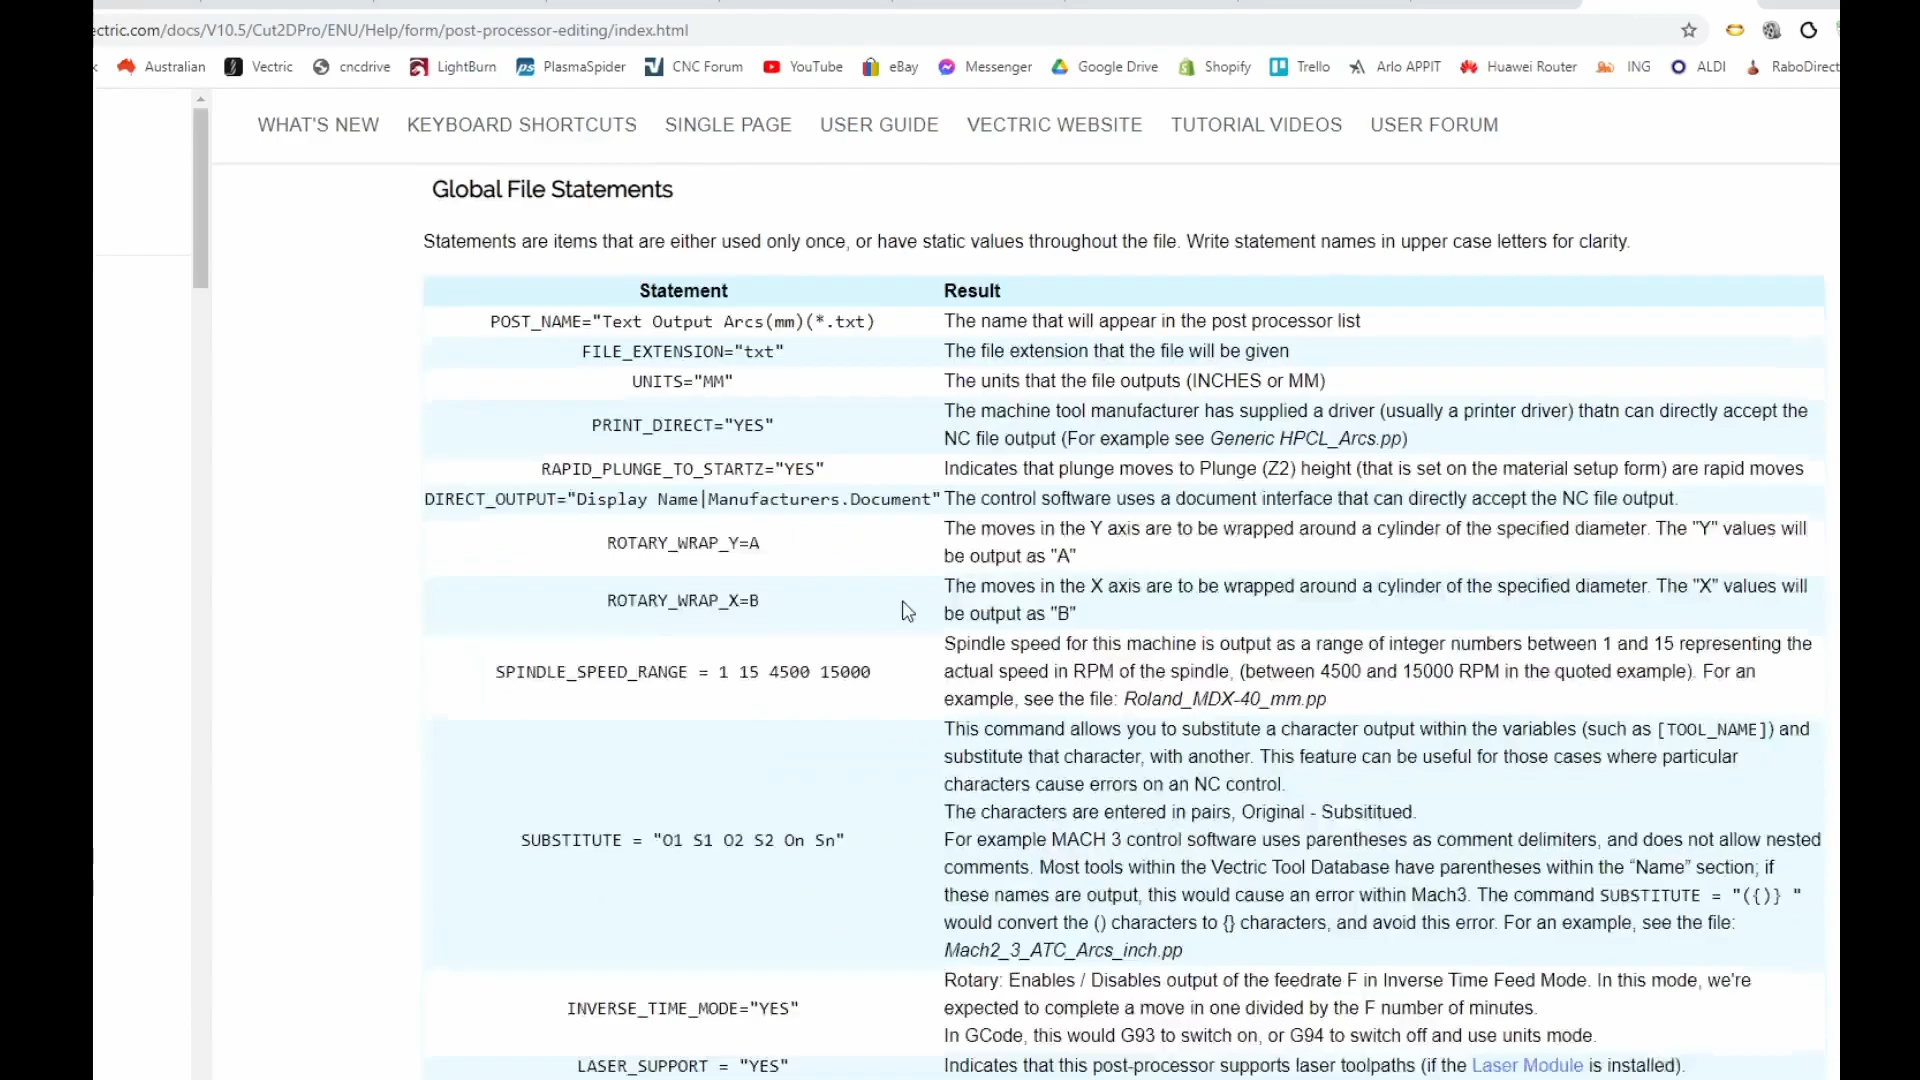 ectric.com/docs/V10.5/Cut2DPro/ENU/Help/form/post-processor-editing/index.html
Australian Vectric cncdrive LightBurn PlasmaSpider CNC Forum YouTube eBay Messenger Google Drive Shopify Trello Arlo APPIT Huawei Router ING ALDI RaboDirect
WHAT'S NEW KEYBOARD SHORTCUTS SINGLE PAGE USER GUIDE VECTRIC WEBSITE TUTORIAL VIDEOS USER FORUM
Global File Statements
Statements are items that are either used only once, or have static values throughout the file. Write statement names in upper case letters for clarity.
Statement Result
POST_NAME="Text Output Arcs(mm)(*.txt) The name that will appear in the post processor list
FILE_EXTENSION="txt" The file extension that the file will be given
UNITS="MM" The units that the file outputs (INCHES or MM)
PRINT_DIRECT="YES" The machine tool manufacturer has supplied a driver (usually a printer driver) thatn can directly accept the
NC file output (For example see Generic HPCL_Arcs.pp)
RAPID_PLUNGE_TO_STARTZ="YES" Indicates that plunge moves to Plunge (Z2) height (that is set on the material setup form) are rapid moves
DIRECT_OUTPUT="Display Name|Manufacturers.Document" The control software uses a document interface that can directly accept the NC file output.
ROTARY_WRAP_Y=A The moves in the Y axis are to be wrapped around a cylinder of the specified diameter. The "Y" values will
be output as "A"
ROTARY_WRAP_X=B The moves in the X axis are to be wrapped around a cylinder of the specified diameter. The "X" values will
be output as "B"
Spindle speed for this machine is output as a range of integer numbers between 1 and 15 representing the
SPINDLE_SPEED_RANGE = 1 15 4500 15000 actual speed in RPM of the spindle, (between 4500 and 15000 RPM in the quoted example). For an
example, see the file: Roland_MDX-40_mm.pp
This command allows you to substitute a character output within the variables (such as [TOOL_NAME]) and
substitute that character, with another. This feature can be useful for those cases where particular
characters cause errors on an NC control.
The characters are entered in pairs, Original - Subsititued.
SUBSTITUTE = "O1 S1 O2 S2 On Sn" For example MACH 3 control software uses parentheses as comment delimiters, and does not allow nested
comments. Most tools within the Vectric Tool Database have parentheses within the “Name” section; if
these names are output, this would cause an error within Mach3. The command SUBSTITUTE = "({)} "
would convert the () characters to {} characters, and avoid this error. For an example, see the file:
Mach2_3_ATC_Arcs_inch.pp
Rotary: Enables / Disables output of the feedrate F in Inverse Time Feed Mode. In this mode, we're
INVERSE_TIME_MODE="YES" expected to complete a move in one divided by the F number of minutes.
In GCode, this would G93 to switch on, or G94 to switch off and use units mode.
LASER_SUPPORT = "YES" Indicates that this post-processor supports laser toolpaths (if the Laser Module is installed).